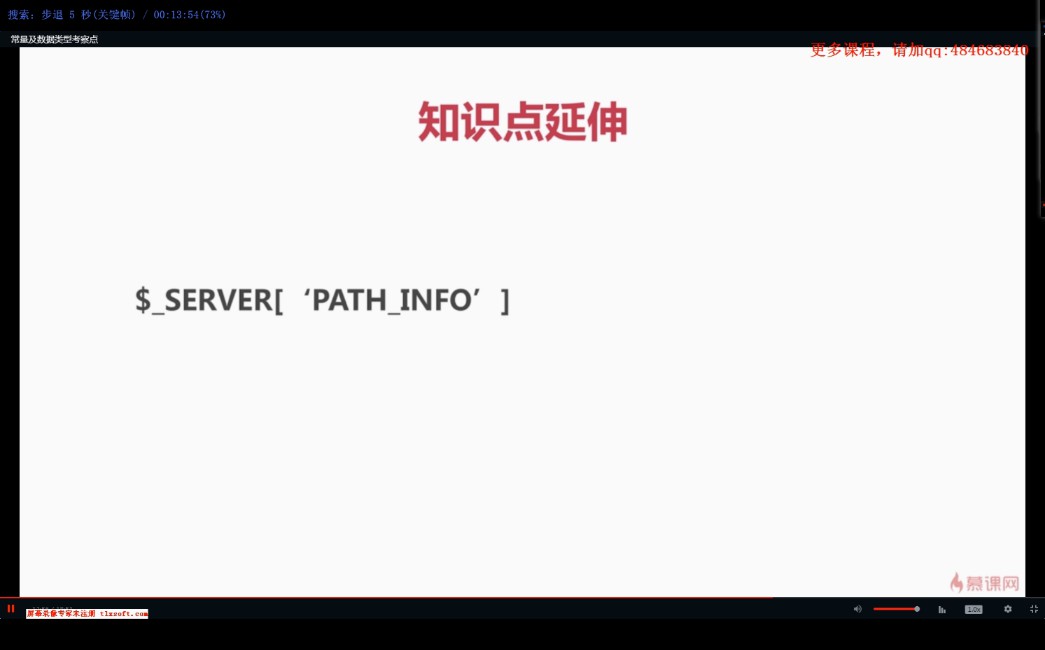 搜索: 步退 5 秒(关键帧) / 00:13:54(73%)
常量及数据类型考察点
更多课程，请加qq:484683840
知识点延伸
$_SERVER[ ‘PATH_INFO’ ]
慕课网
屏幕录像专家未注册 tlxsoft.com
1.0x